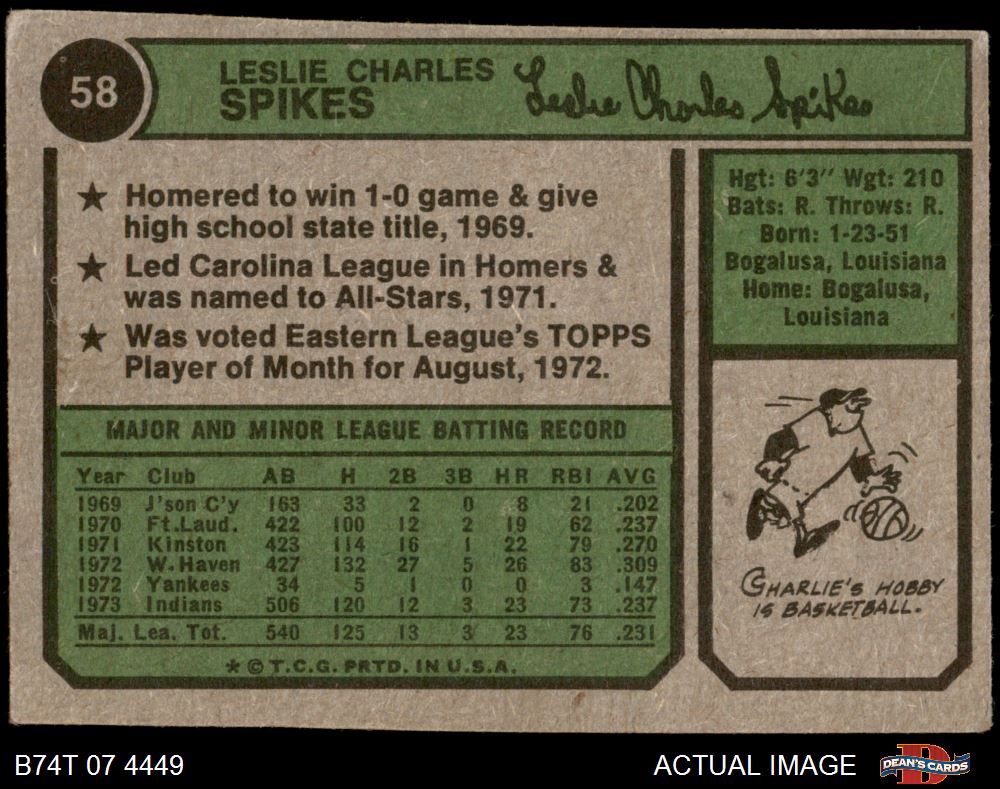 58
LESLIE CHARLES
SPIKES
Leslie Charles Spikes
★ Homered to win 1-0 game & give
high school state title, 1969.
★ Led Carolina League in Homers &
was named to All-Stars, 1971.
★ Was voted Eastern League's TOPPS
Player of Month for August, 1972.
Hgt: 6'3" Wgt: 210
Bats: R. Throws: R.
Born: 1-23-51
Bogalusa, Louisiana
Home: Bogalusa,
Louisiana
MAJOR AND MINOR LEAGUE BATTING RECORD
Year Club AB H 2B 3B HR RBI AVG
1969 J'son C'y 163 33 2 0 8 21 .202
1970 Ft.Laud. 422 100 12 2 19 62 .237
1971 Kinston 423 114 16 1 22 79 .270
1972 W.Haven 427 132 27 5 26 83 .309
1972 Yankees 34 5 1 0 0 3 .147
1973 Indians 506 120 12 3 23 73 .237
Maj. Lea. Tot. 540 125 13 3 23 76 .231
* © T.C.G. PRTD. IN U.S.A.
CHARLIE'S HOBBY
IS BASKETBALL.
B74T 07 4449
ACTUAL IMAGE
D
DEAN'S CARDS